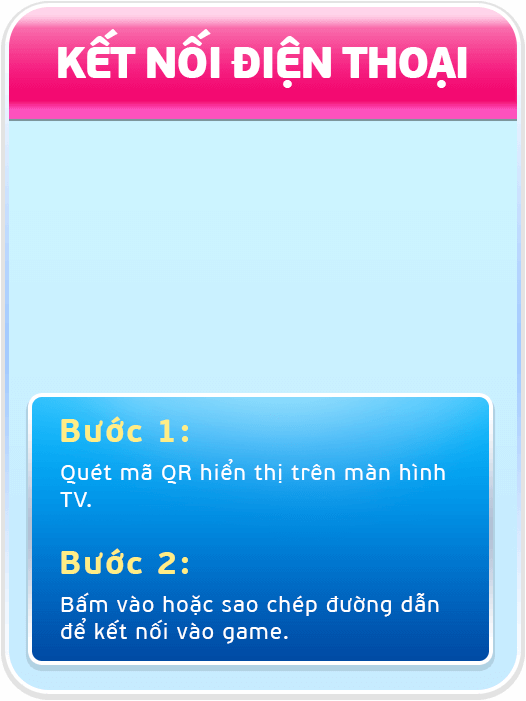 KẾT NỐI ĐIỆN THOẠI
Bước 1:
Quét mã QR hiển thị trên màn hình
TV.
Bước 2:
Bấm vào hoặc sao chép đường dẫn
để kết nối vào game.